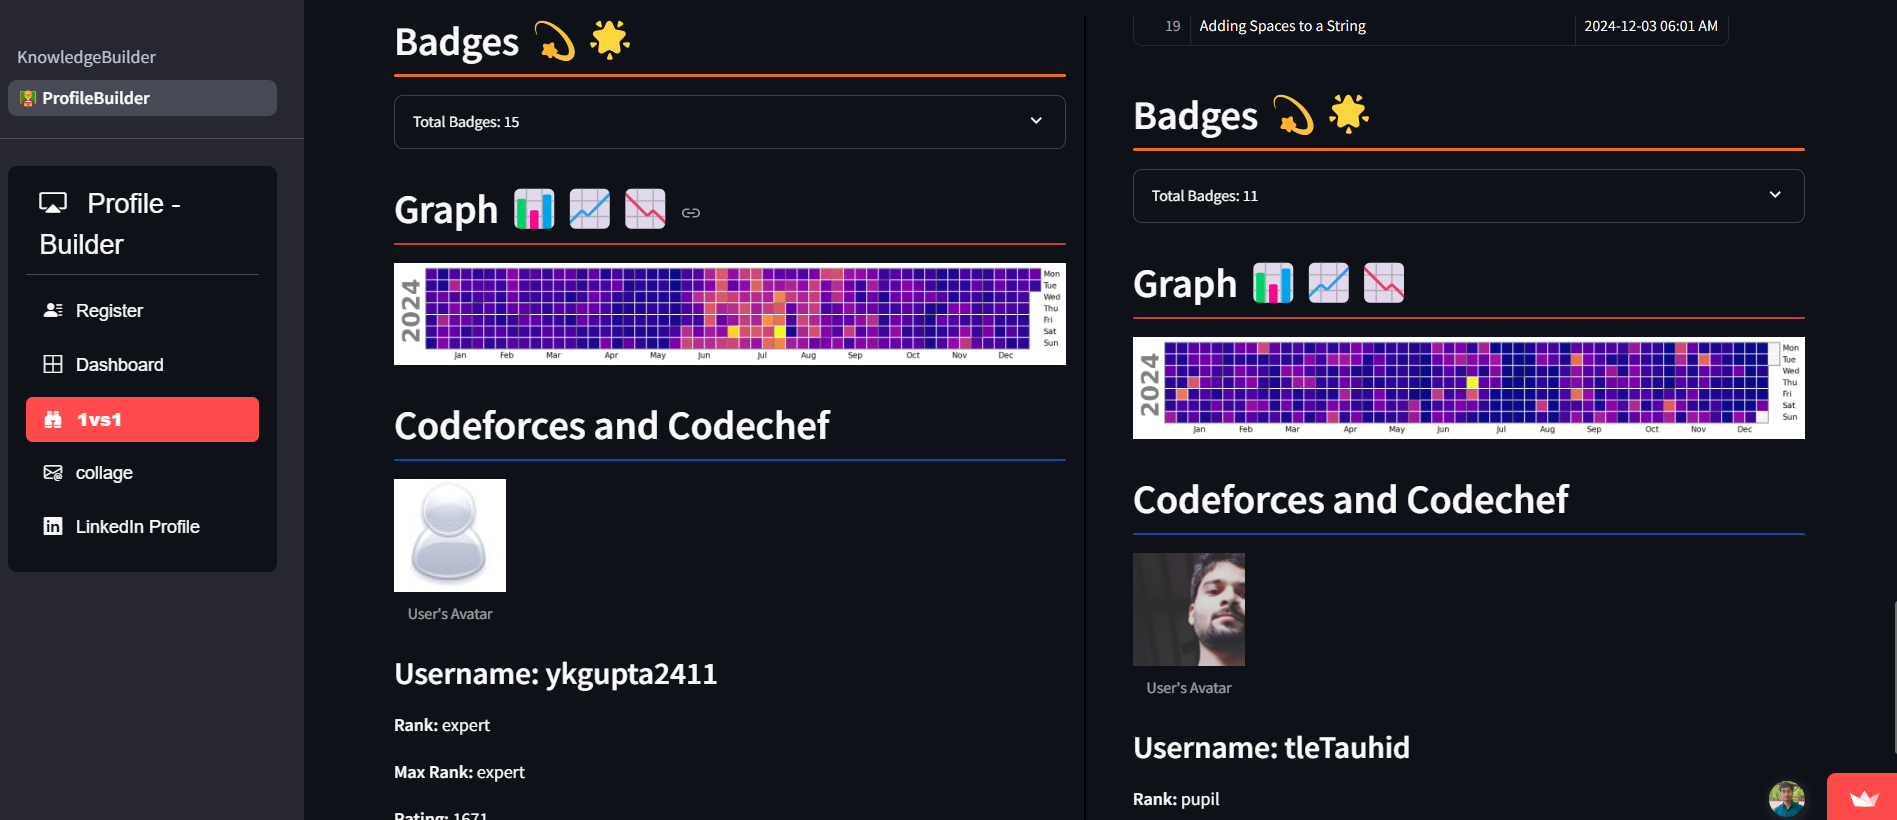 KnowledgeBuilder
ProfileBuilder
Profile -
Builder
Register
Dashboard
1vs1
collage
LinkedIn Profile
Badges
Total Badges: 15
Graph
2024
Mon
Tue
Wed
Thu
Fri
Sat
Sun
Jan Feb Mar Apr May Jun Jul Aug Sep Oct Nov Dec
Codeforces and Codechef
User's Avatar
Username: ykgupta2411
Rank: expert
Max Rank: expert
Rating: 1671
19 Adding Spaces to a String 2024-12-03 06:01 AM
Badges
Total Badges: 11
Graph
2024
Mon
Tue
Wed
Thu
Fri
Sat
Sun
Jan Feb Mar Apr May Jun Jul Aug Sep Oct Nov Dec
Codeforces and Codechef
User's Avatar
Username: tleTauhid
Rank: pupil